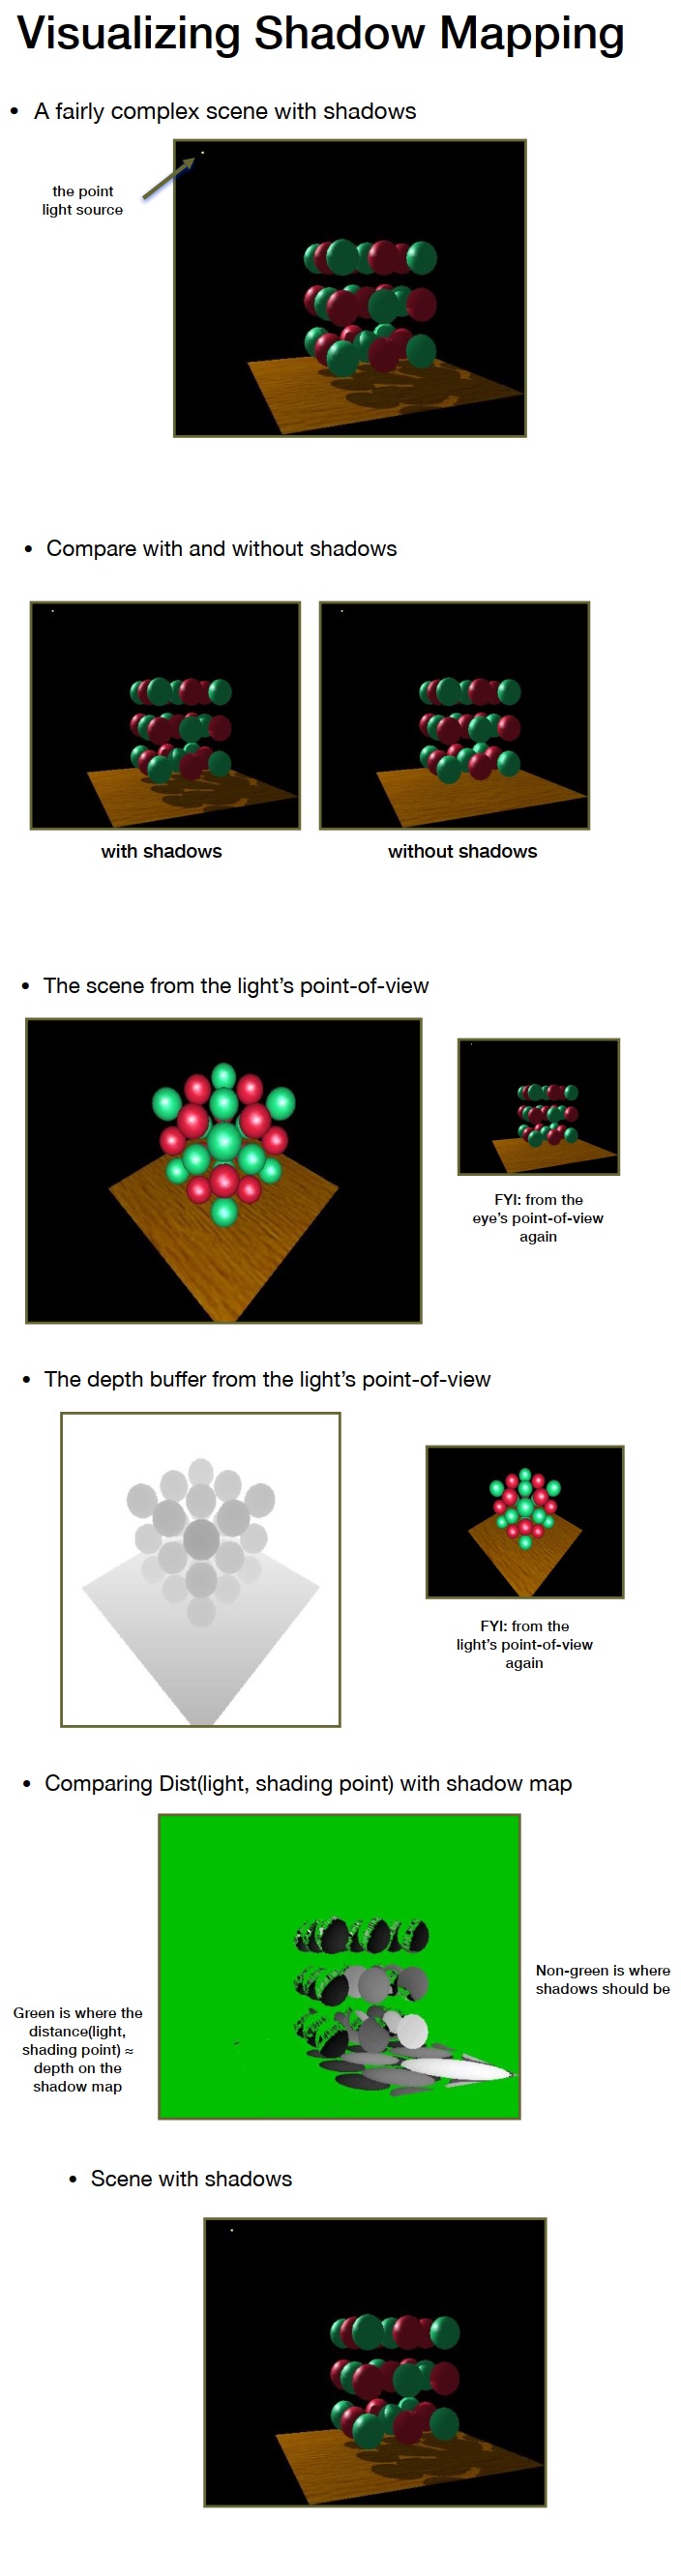 Visualizing Shadow Mapping
• A fairly complex scene with shadows
the point
light source
• Compare with and without shadows
with shadows
without shadows
• The scene from the light's point-of-view
FYI: from the
eye's point-of-view
again
• The depth buffer from the light's point-of-view
FYI: from the
light's point-of-view
again
• Comparing Dist(light, shading point) with shadow map
Non-green is where
shadows should be
Green is where the
distance(light,
shading point) ≈
depth on the
shadow map
• Scene with shadows